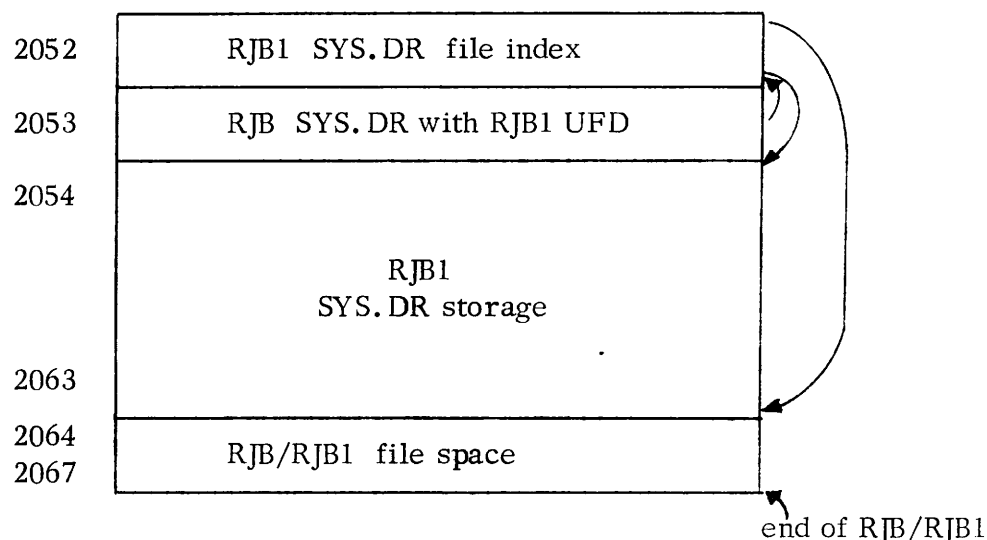 2052 RJB1 SYS.DR file index
2053 RJB SYS.DR with RJB1 UFD
2054
RJB1
SYS.DR storage
2063
2064
RJB/RJB1 file space
2067
end of RJB/RJB1